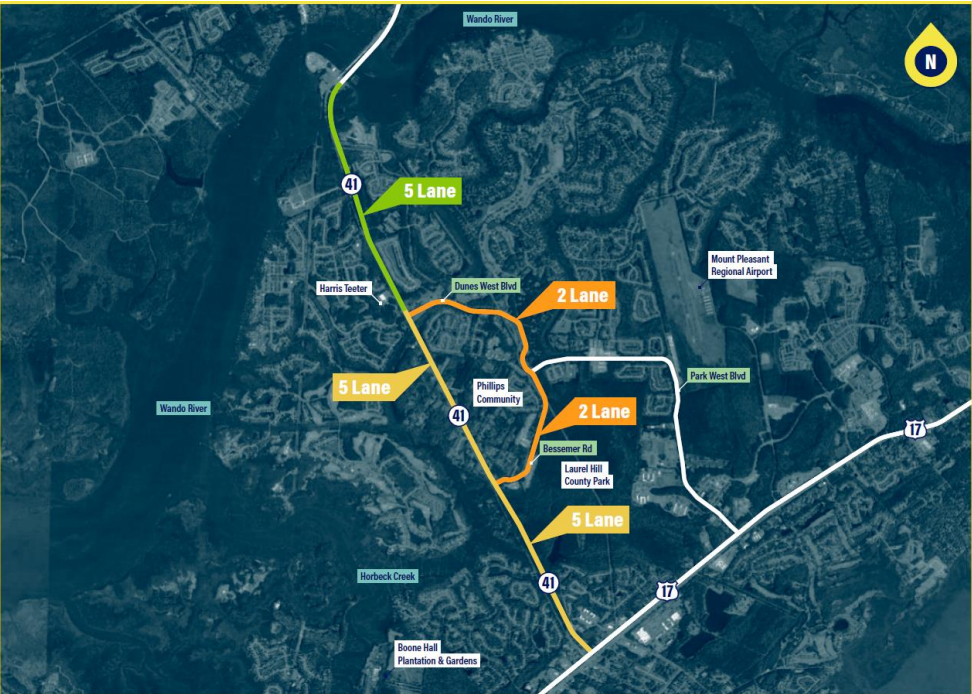 Wando River
N
41
5 Lane
Mount Pleasant
Regional Airport
Harris Teeter
Dunes West Blvd
2 Lane
5 Lane
Phillips
Community
Park West Blvd
Wando River
41
2 Lane
17
Bessemer Rd
Laurel Hill
County Park
5 Lane
Horbeck Creek
41
17
Boone Hall
Plantation & Gardens